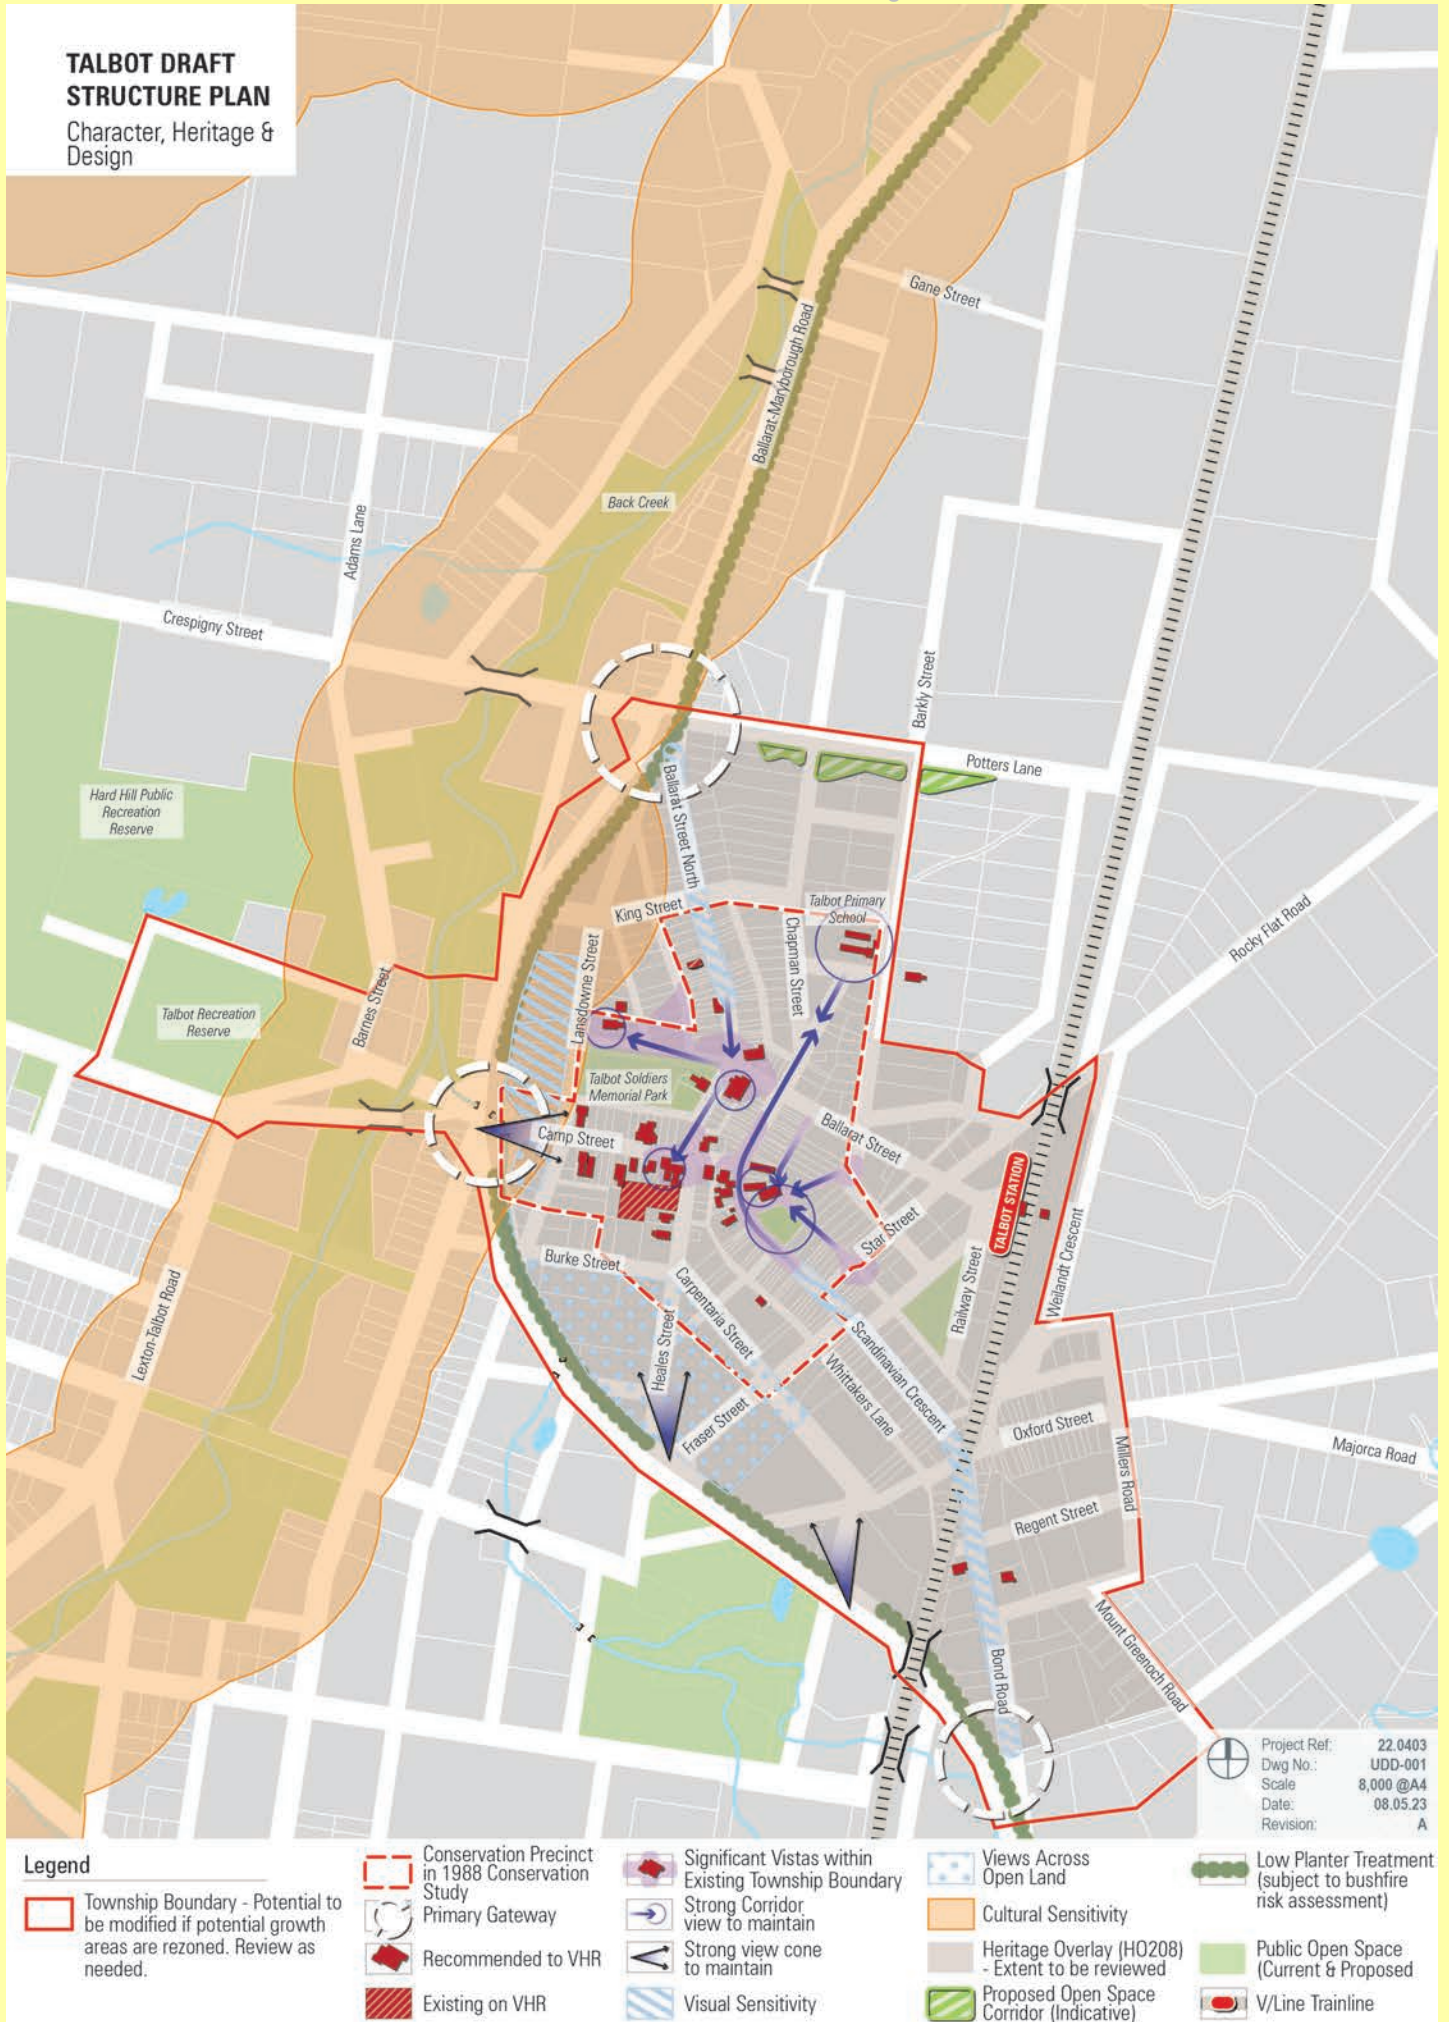 TALBOT DRAFT
STRUCTURE PLAN
Character, Heritage &
Design
Gane Street
Ballarat-Maryborough Road
Back Creek
Adams Lane
Crespigny Street
Barkly Street
Potters Lane
Hard Hill Public
Recreation
Reserve
Ballarat Street North
King Street
Talbot Primary
School
Chapman Street
Rocky Flat Road
Lansdowne Street
Barnes Street
Talbot Recreation
Reserve
Talbot Soldiers
Memorial Park
Camp Street
Ballarat Street
TALBOT STATION
Star Street
Weilandt Crescent
Railway Street
Burke Street
Lexton-Talbot Road
Carpentaria Street
Heales Street
Scandinavian Crescent
Whittakers Lane
Fraser Street
Oxford Street
Millers Road
Majorca Road
Regent Street
Mount Greenoch Road
Bond Road
Project Ref: 22.0403
Dwg No.: UDD-001
Scale 8,000 @A4
Date: 08.05.23
Revision: A
Legend
Township Boundary - Potential to
be modified if potential growth
areas are rezoned. Review as
needed.
Conservation Precinct
in 1988 Conservation
Study
Primary Gateway
Recommended to VHR
Existing on VHR
Significant Vistas within
Existing Township Boundary
Strong Corridor
view to maintain
Strong view cone
to maintain
Visual Sensitivity
Views Across
Open Land
Cultural Sensitivity
Heritage Overlay (HO208)
- Extent to be reviewed
Proposed Open Space
Corridor (Indicative)
Low Planter Treatment
(subject to bushfire
risk assessment)
Public Open Space
(Current & Proposed
V/Line Trainline